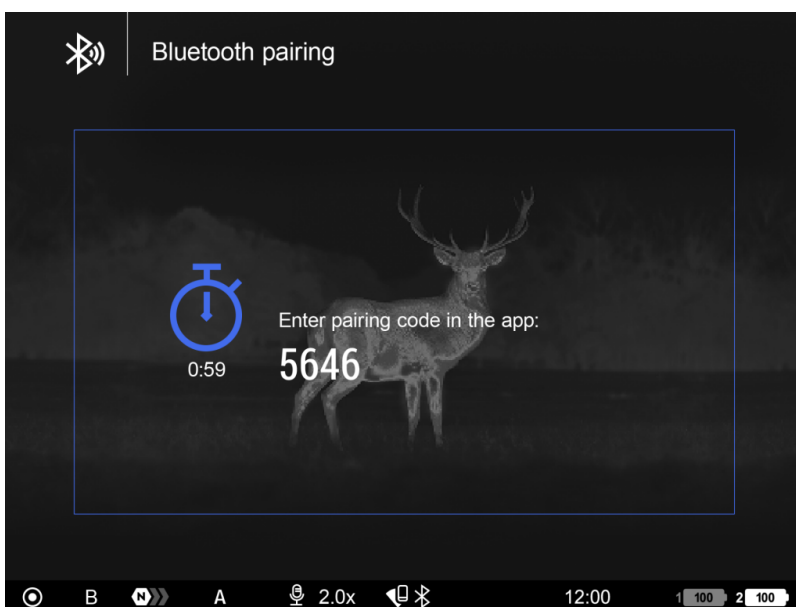 Bluetooth pairing
Enter pairing code in the app:
0:59
5646
B N A 2.0x 12:00 1 100 2 100